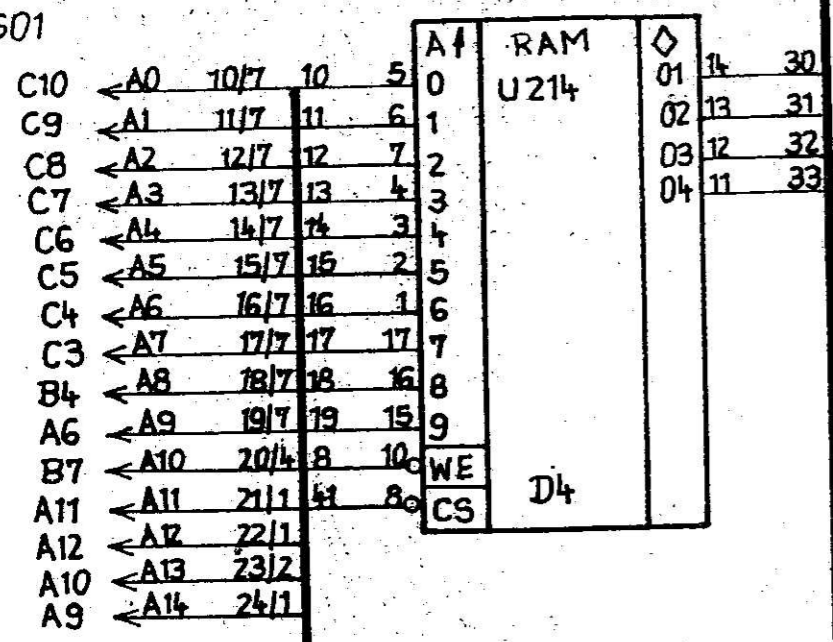 G01
A RAM ◇
C10 A0 10/7 10 5 0 U214 01 14 30
C9 A1 11/7 11 6 1 02 13 31
C8 A2 12/7 12 7 2 03 12 32
C7 A3 13/7 13 4 3 04 11 33
C6 A4 14/7 14 3 4
C5 A5 15/7 15 2 5
C4 A6 16/7 16 1 6
C3 A7 17/7 17 17 7
B4 A8 18/7 18 16 8
A6 A9 19/7 19 15 9
B7 A10 20/4 8 10 WE
A11 A11 21/1 41 8 CS D4
A12 A12 22/1
A10 A13 23/2
A9 A14 24/1